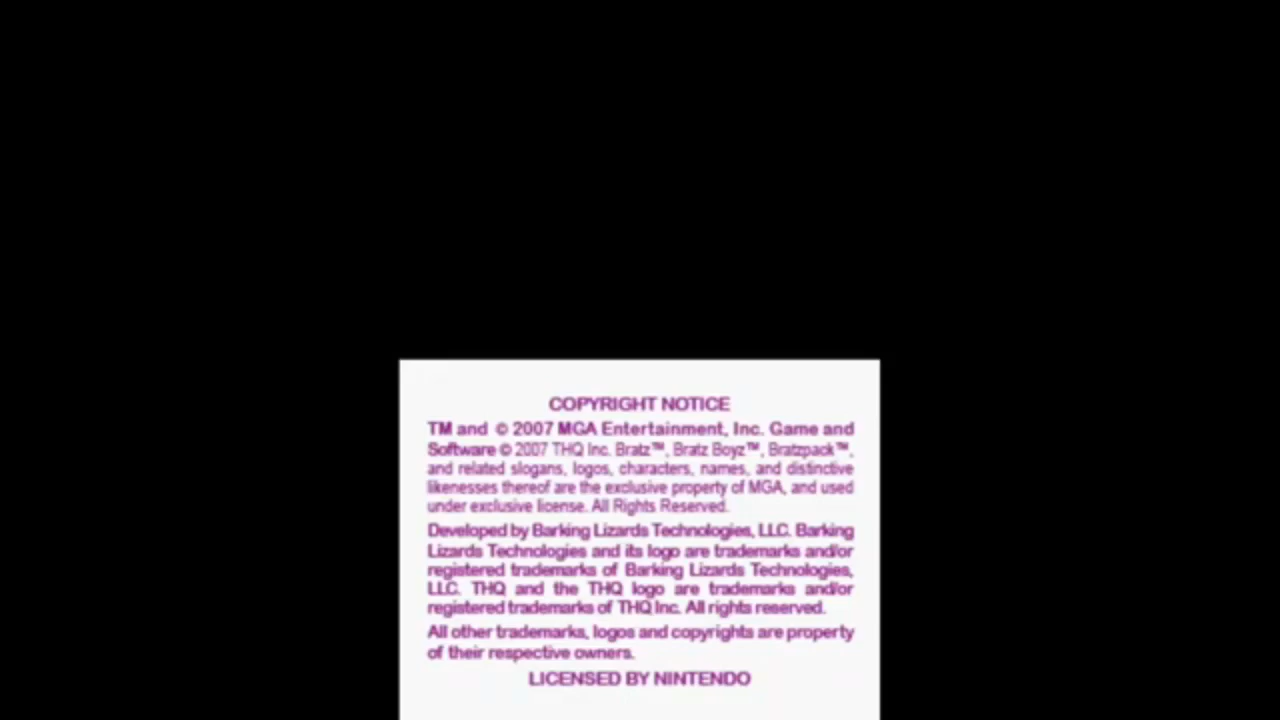 COPYRIGHT NOTICE
TM and © 2007 MGA Entertainment, Inc. Game and
Software © 2007 THQ Inc. Bratz™, Bratz Boyz™, Bratzpack™,
and related slogans, logos, characters, names, and distinctive
likenesses thereof are the exclusive property of MGA, and used
under exclusive license. All Rights Reserved.
Developed by Barking Lizards Technologies, LLC. Barking
Lizards Technologies and its logo are trademarks and/or
registered trademarks of Barking Lizards Technologies,
LLC. THQ and the THQ logo are trademarks and/or
registered trademarks of THQ Inc. All rights reserved.
All other trademarks, logos and copyrights are property
of their respective owners.
LICENSED BY NINTENDO